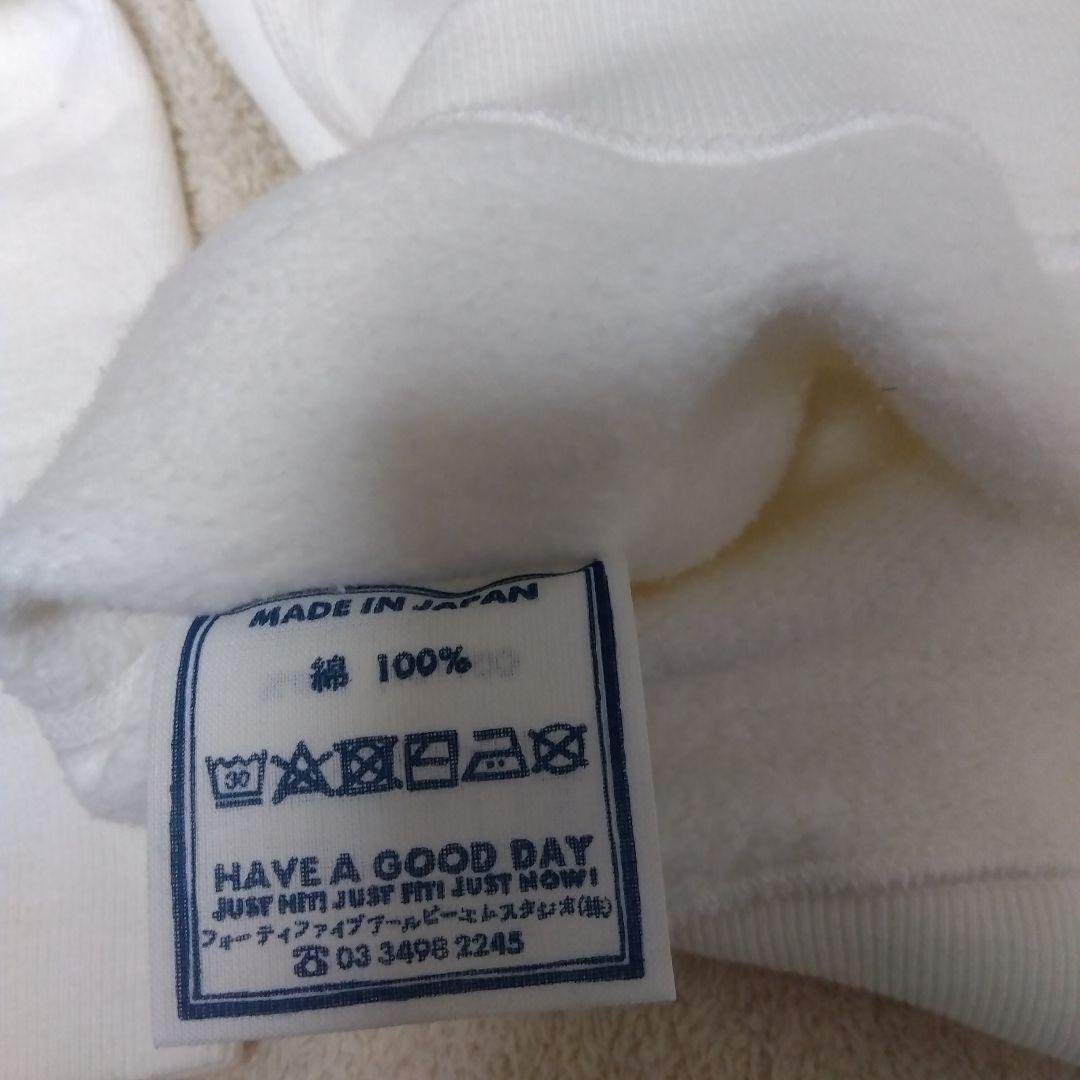 MADE IN JAPAN
綿 100%
30
HAVE A GOOD DAY
JUST HIT! JUST FIT! JUST NOW!
フォーティファイブアールピーエムスタジオ(株)
☎ 03 3498 2245